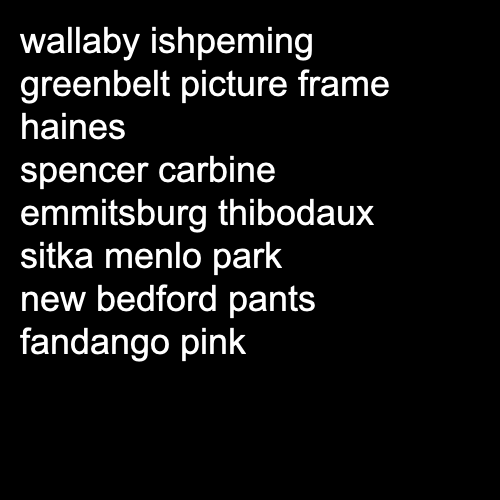 wallaby ishpeming
greenbelt picture frame
haines
spencer carbine
emmitsburg thibodaux
sitka menlo park
new bedford pants
fandango pink